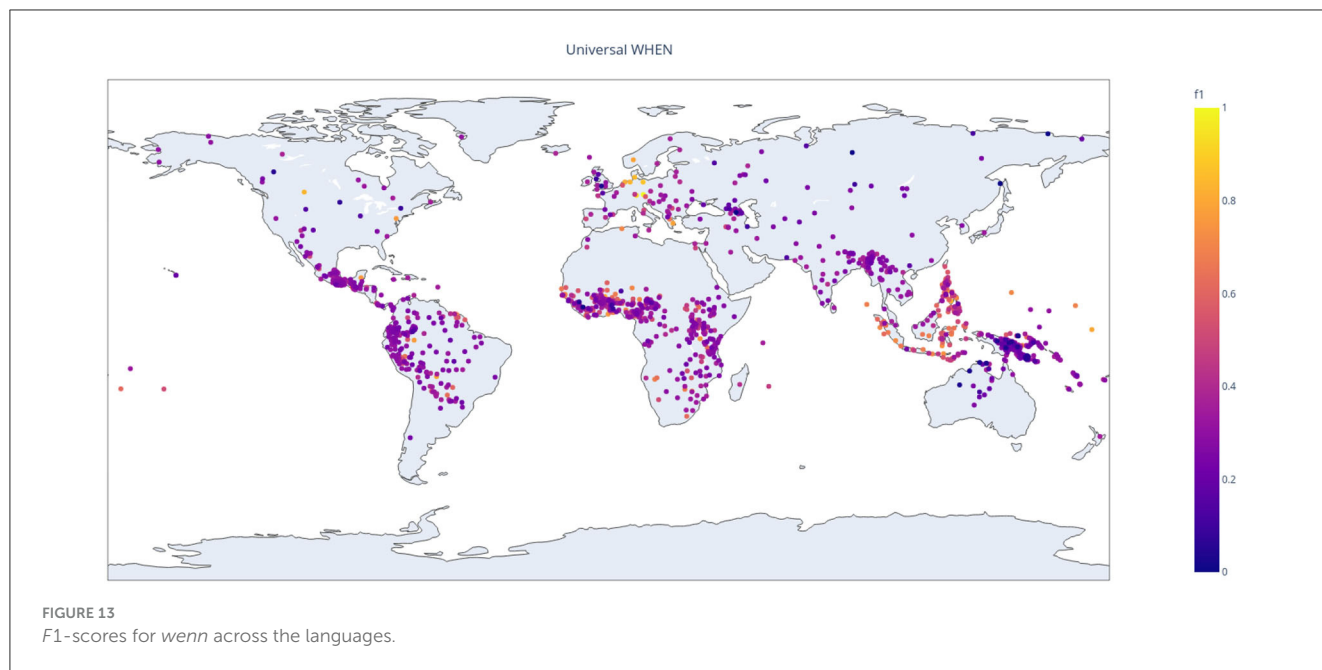 Universal WHEN
f1
1
0.8
0.6
0.4
0.2
0
FIGURE 13
F1-scores for wenn across the languages.